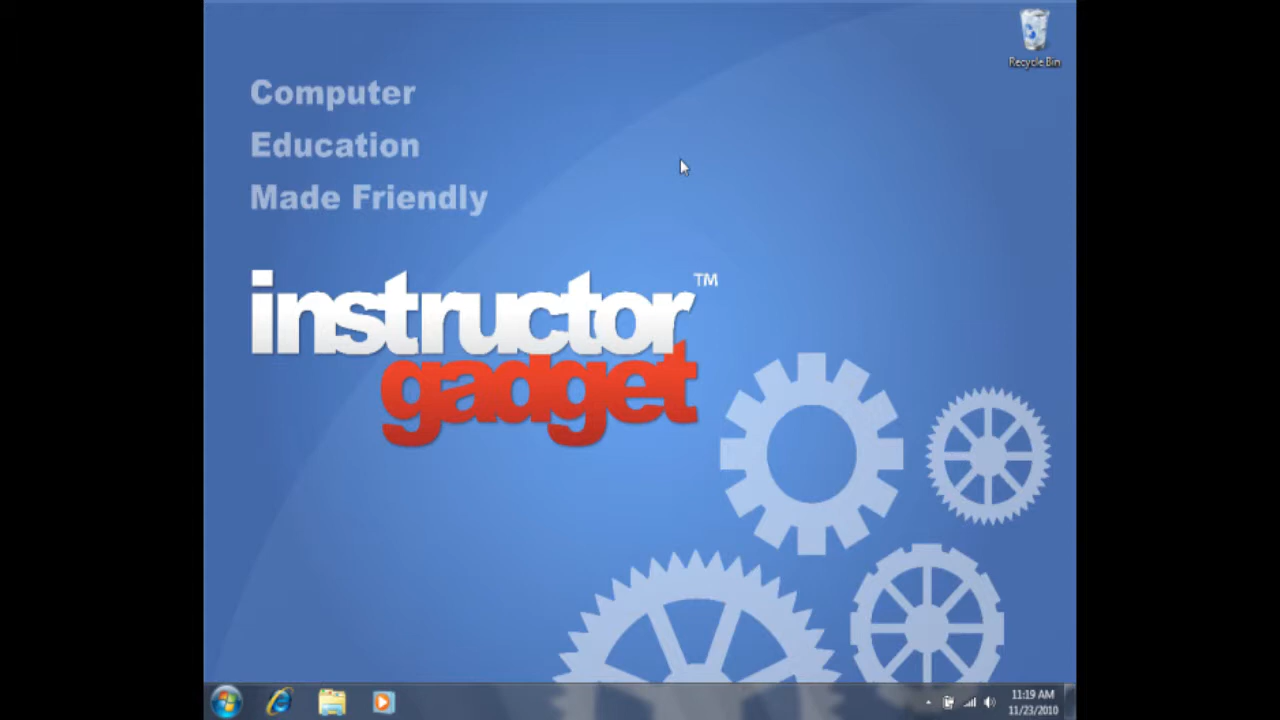 Recycle Bin
Computer
Education
Made Friendly
instructor™
gadget
11:19 AM
11/23/2010